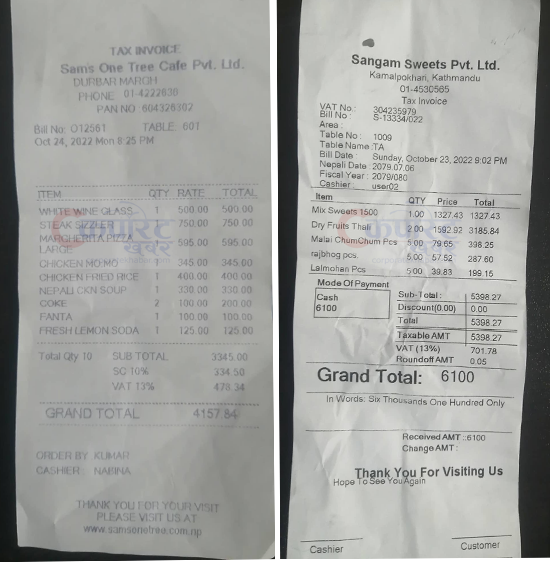 TAX INVOICE
Sam's One Tree Cafe Pvt. Ltd.
DURBAR MARGH
PHONE 01-4222636
PAN NO 604326302
Bill No: 012561 TABLE 601
Oct 24, 2022 Mon 8:25 PM
ITEM QTY RATE TOTAL
WHITE WINE GLASS 1 500.00 500.00
STEAK SIZZLER 1 750.00 750.00
MARGHERITA PIZZA
LARGE 1 595.00 595.00
CHICKEN MO:MO 1 345.00 345.00
CHICKEN FRIED RICE 1 400.00 400.00
NEPALI CKN SOUP 1 330.00 330.00
COKE 2 100.00 200.00
FANTA 1 100.00 100.00
FRESH LEMON SODA 1 125.00 125.00
Total Qty 10 SUB TOTAL 3345.00
SC 10% 334.50
VAT 13% 478.34
GRAND TOTAL 4157.84
ORDER BY KUMAR
CASHIER NABINA
THANK YOU FOR YOUR VISIT
PLEASE VISIT US AT
www.samsonetree.com.np
Sangam Sweets Pvt. Ltd.
Kamalpokhari, Kathmandu
01-4530565
Tax Invoice
VAT No.: 304235979
Bill No: S-13334/022
Area :
Table No : 1009
Table Name : TA
Bill Date : Sunday, October 23, 2022 9:02 PM
Nepali Date : 2079.07.06
Fiscal Year : 2079/080
Cashier : user02
Item QTY Price Total
Mix Sweets 1500 1.00 1327.43 1327.43
Dry Fruits Thali 2.00 1592.92 3185.84
Malai ChumChum Pcs 5.00 79.65 398.25
rajbhog pcs. 5.00 57.52 287.60
Lalmohan Pcs 5.00 39.83 199.15
Mode Of Payment
Cash
6100
Sub-Total: 5398.27
Discount(0.00) 0.00
Total 5398.27
Taxable AMT 5398.27
VAT (13%) 701.78
Roundoff AMT 0.05
Grand Total: 6100
In Words: Six Thousands One Hundred Only
Received AMT :6100
Change AMT :
Thank You For Visiting Us
Hope To See You Again
Cashier Customer